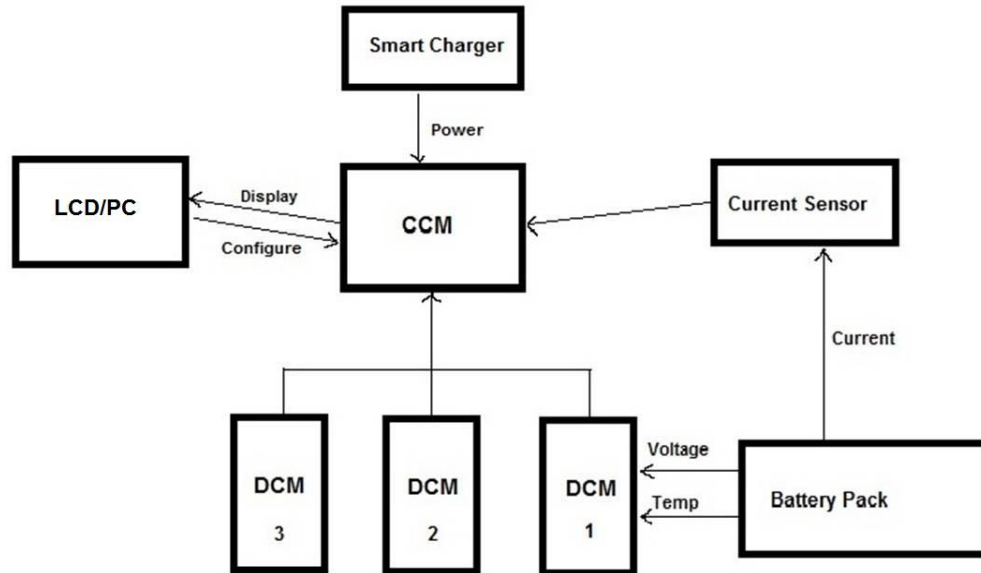 Smart Charger
Power
LCD/PC
Display
Configure
CCM
Current Sensor
Current
DCM
3
DCM
2
DCM
1
Voltage
Temp
Battery Pack